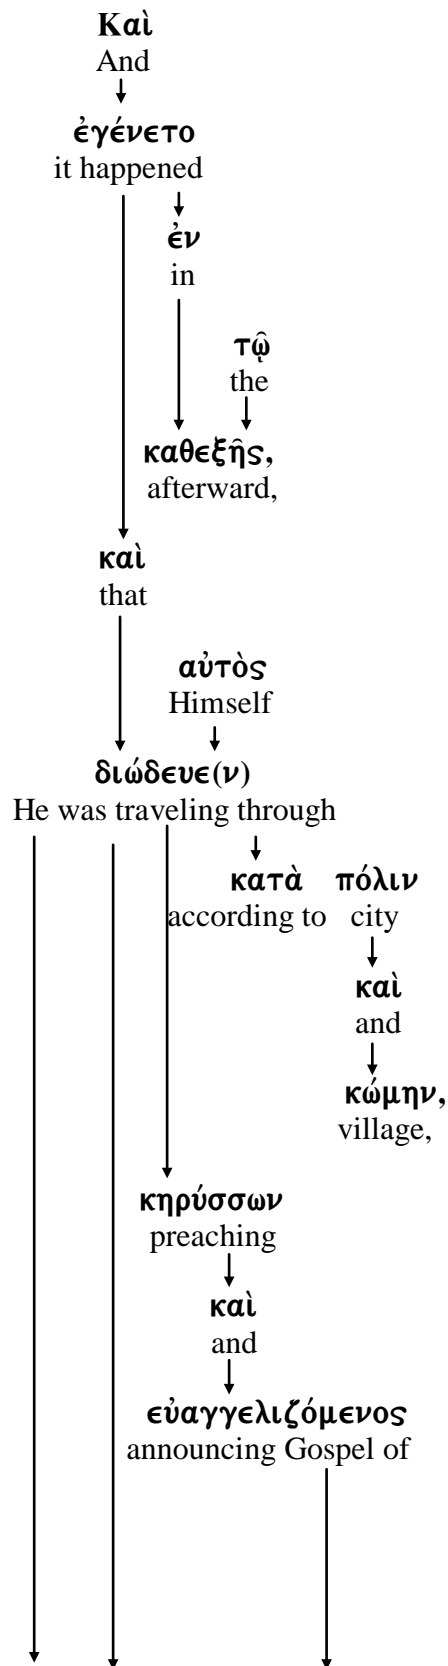 Καὶ
And
ἐγένετο
it happened
ἐν
in
τῷ
the
καθεξῆς,
afterward,
καὶ
that
αὐτὸς
Himself
διώδευε(ν)
He was traveling through
κατὰ πόλιν
according to city
καὶ
and
κώμην,
village,
κηρύσσων
preaching
καὶ
and
εὐαγγελιζόμενος
announcing Gospel of